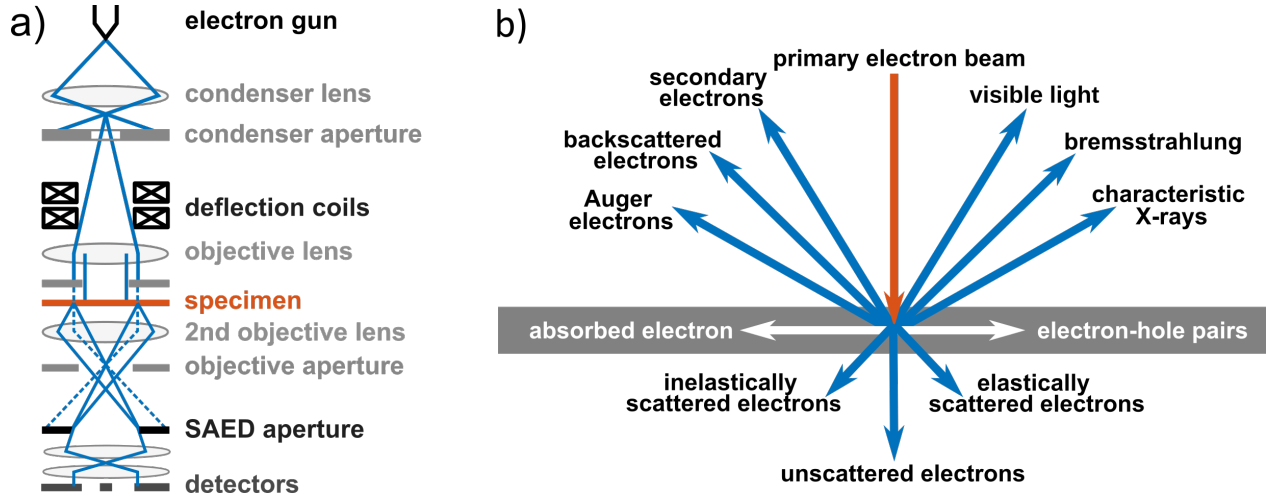 a)
electron gun
condenser lens
condenser aperture
deflection coils
objective lens
specimen
2nd objective lens
objective aperture
SAED aperture
detectors
b)
primary electron beam
secondary
electrons
backscattered
electrons
Auger
electrons
visible light
bremsstrahlung
characteristic
X-rays
absorbed electron
electron-hole pairs
inelastically
scattered electrons
elastically
scattered electrons
unscattered electrons